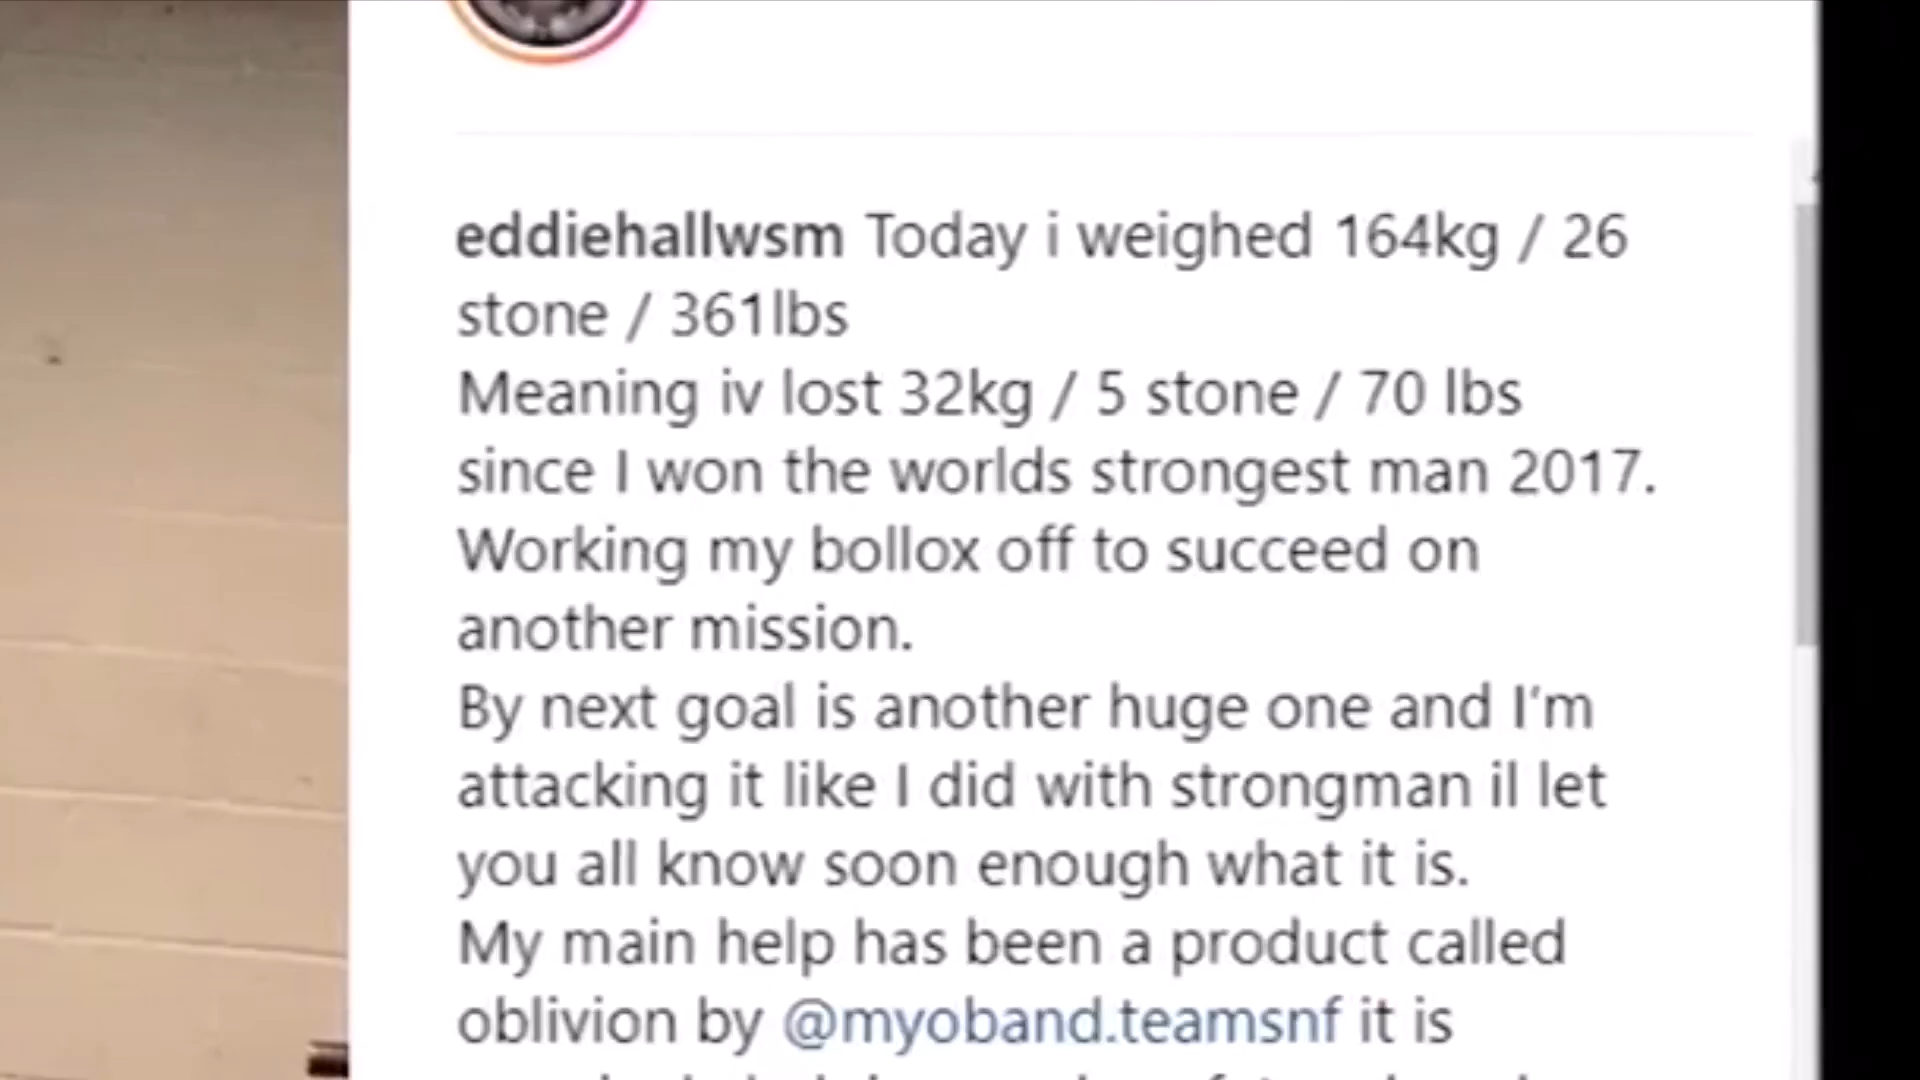 eddiehallwsm Today i weighed 164kg / 26
stone / 361lbs
Meaning iv lost 32kg / 5 stone / 70 lbs
since I won the worlds strongest man 2017.
Working my bollox off to succeed on
another mission.
By next goal is another huge one and I'm
attacking it like I did with strongman il let
you all know soon enough what it is.
My main help has been a product called
oblivion by @myoband.teamsnf it is